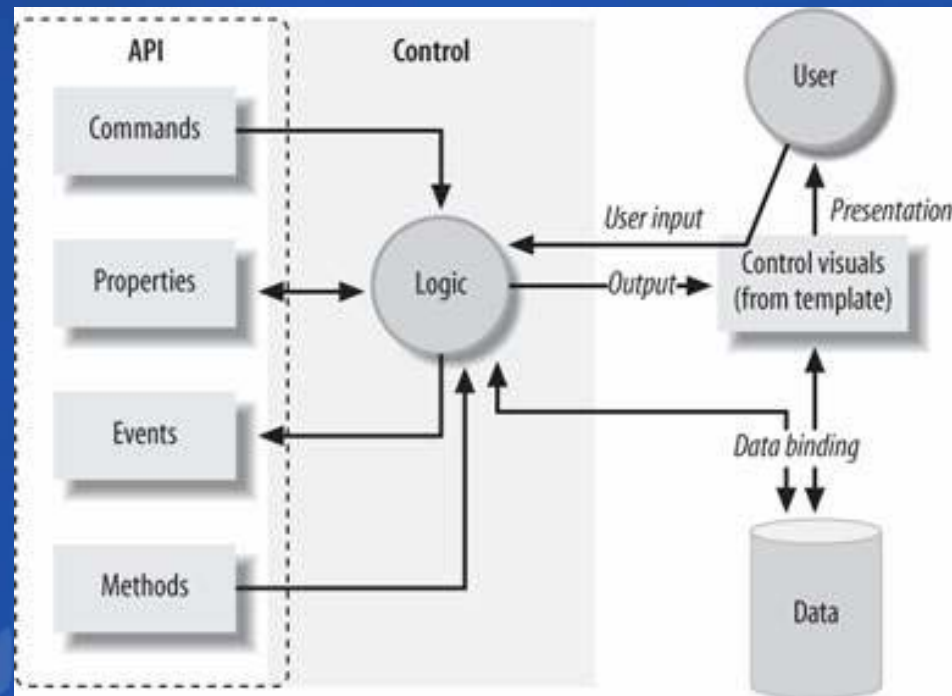 API
Control
User
Commands
User input
Presentation
Properties
Logic
Output
Control visuals
(from template)
Events
Data binding
Methods
Data